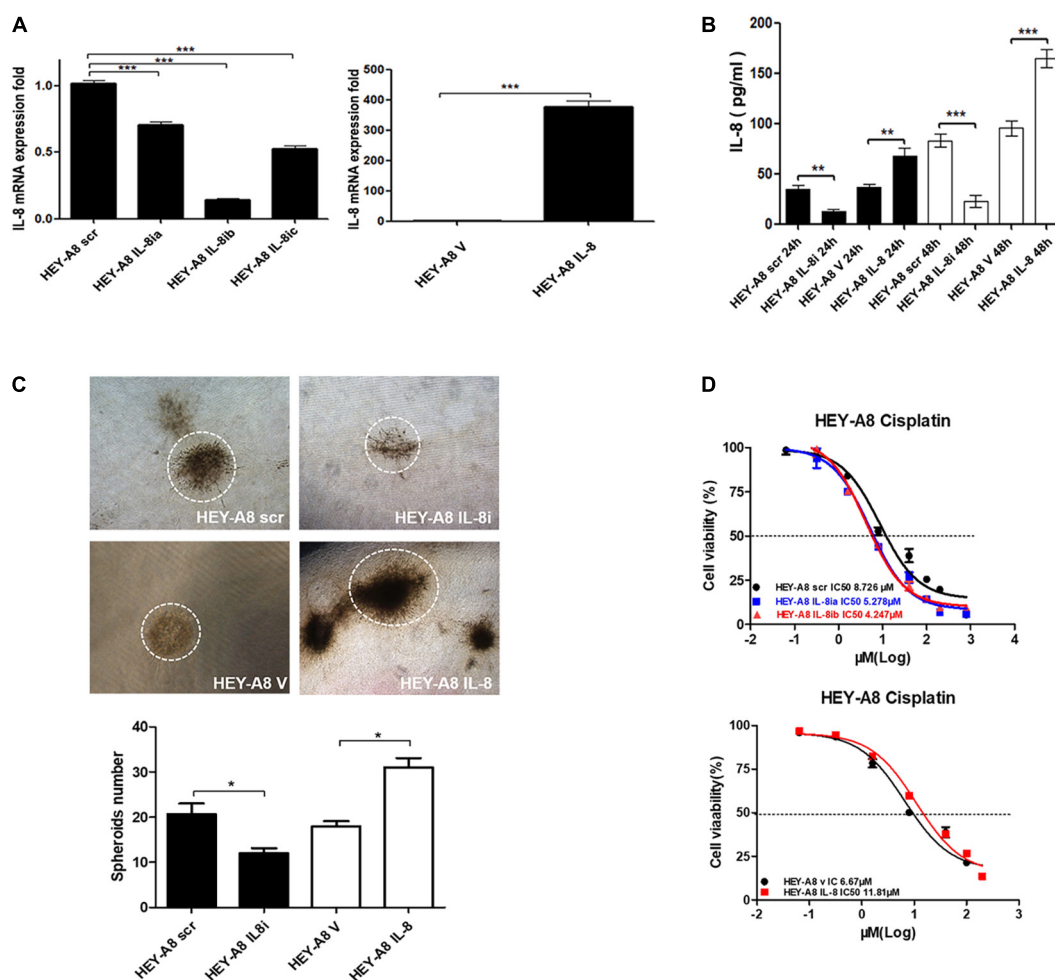 A
IL-8 mRNA expression fold
1.0
0.5
0.0
***
***
***
HEY-A8 scr
HEY-A8 IL-8ia
HEY-A8 IL-8ib
HEY-A8 IL-8ic
IL-8 mRNA expression fold
500
400
300
200
100
0
***
HEY-A8 V
HEY-A8 IL-8
B
IL-8 ( pg/ml )
200
150
100
50
0
**
**
***
***
HEY-A8 scr 24h
HEY-A8 IL-8i 24h
HEY-A8 V 24h
HEY-A8 IL-8 24h
HEY-A8 scr 48h
HEY-A8 IL-8i 48h
HEY-A8 V 48h
HEY-A8 IL-8 48h
C
HEY-A8 scr
HEY-A8 IL-8i
HEY-A8 V
HEY-A8 IL-8
Spheroids number
40
30
20
10
0
*
*
HEY-A8 scr
HEY-A8 IL8i
HEY-A8 V
HEY-A8 IL-8
D
HEY-A8 Cisplatin
Cell viability (%)
100
75
50
25
0
HEY-A8 scr IC50 8.726 µM
HEY-A8 IL-8ia IC50 5.278µM
HEY-A8 IL-8ib IC50 4.247µM
-2 -1 0 1 2 3 4
µM(Log)
HEY-A8 Cisplatin
Cell viaability(%)
100
75
50
25
0
HEY-A8 v IC 6.67µM
HEY-A8 IL-8 IC50 11.81µM
-2 -1 0 1 2 3
µM(Log)